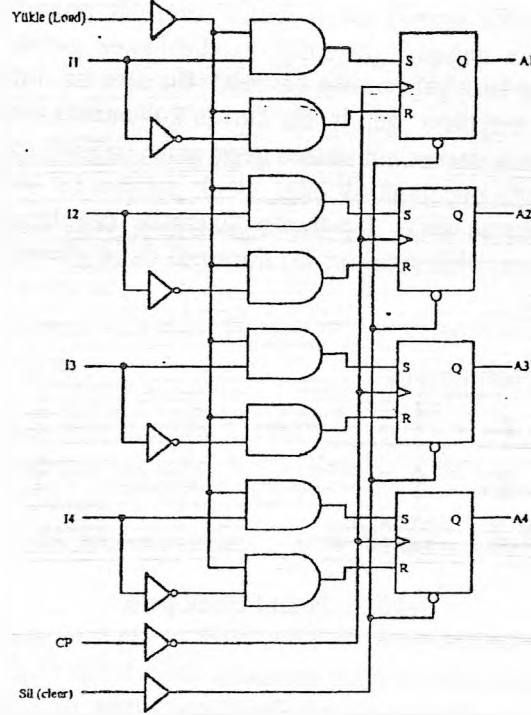 Yükle (Load)
I1
S Q
R
A1
I2
S Q
R
A2
I3
S Q
R
A3
I4
S Q
R
A4
CP
Sil (clear)